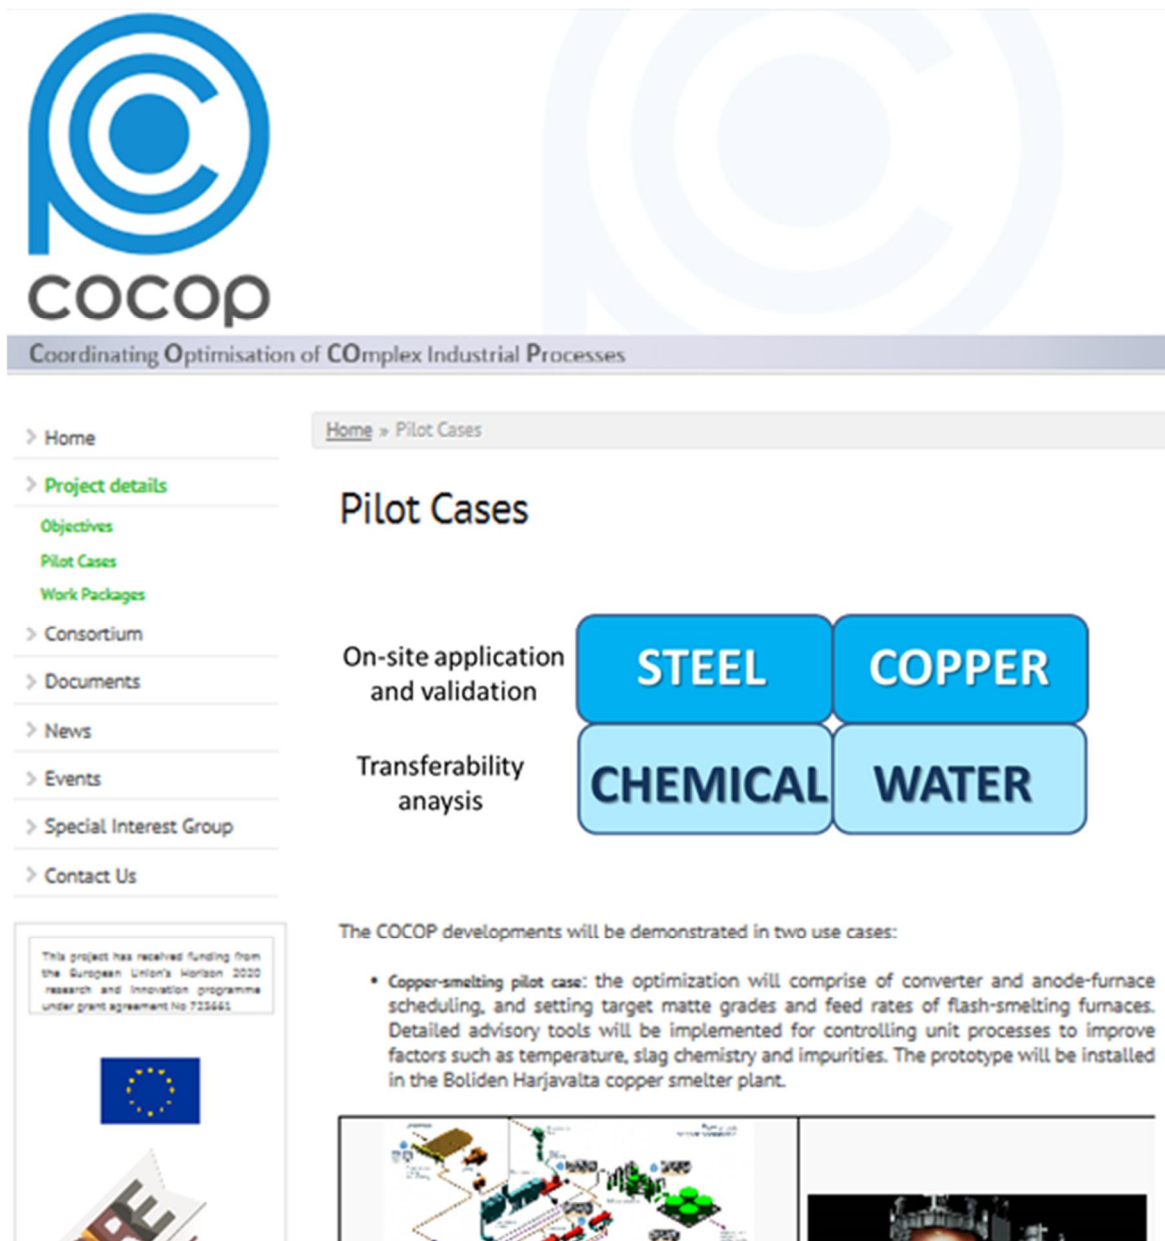 cocop
Coordinating Optimisation of COmplex Industrial Processes
Home
Project details
Objectives
Pilot Cases
Work Packages
Consortium
Documents
News
Events
Special Interest Group
Contact Us
This project has received funding from
the European Union's Horizon 2020
research and innovation programme
under grant agreement No 723661
Home » Pilot Cases
Pilot Cases
On-site application
and validation
STEEL
COPPER
Transferability
anaysis
CHEMICAL
WATER
The COCOP developments will be demonstrated in two use cases:
• Copper-smelting pilot case: the optimization will comprise of converter and anode-furnace
scheduling, and setting target matte grades and feed rates of flash-smelting furnaces.
Detailed advisory tools will be implemented for controlling unit processes to improve
factors such as temperature, slag chemistry and impurities. The prototype will be installed
in the Boliden Harjavalta copper smelter plant.